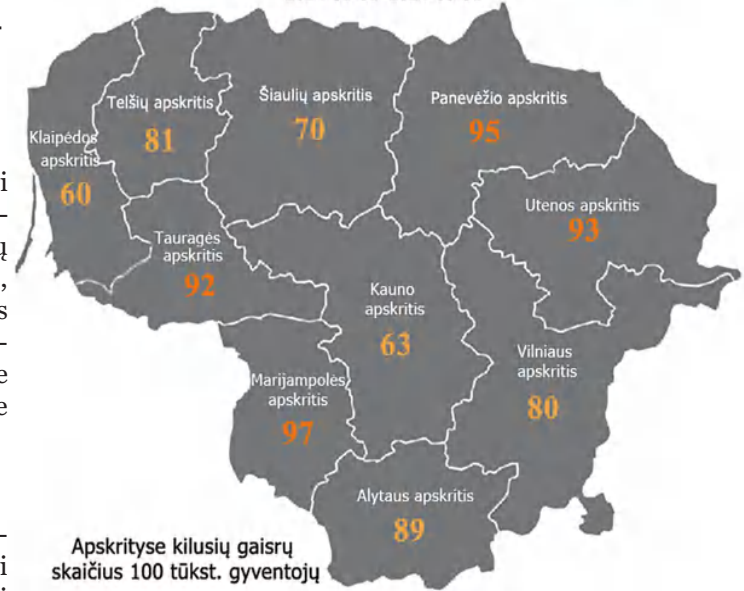 Telšių apskritis
81
Šiaulių apskritis
70
Panevėžio apskritis
95
Klaipėdos
apskritis
60
Utenos apskritis
93
Tauragės
apskritis
92
Kauno
apskritis
63
Vilniaus
apskritis
80
Marijampolės
apskritis
97
Alytaus apskritis
89
Apskrityse kilusių gaisrų
skaičius 100 tūkst. gyventojų